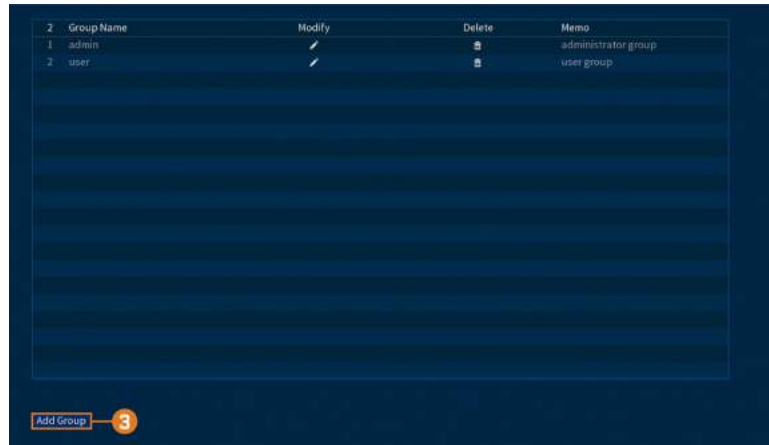 2 Group Name Modify Delete Memo
1 admin administrator group
2 user user group
Add Group 3